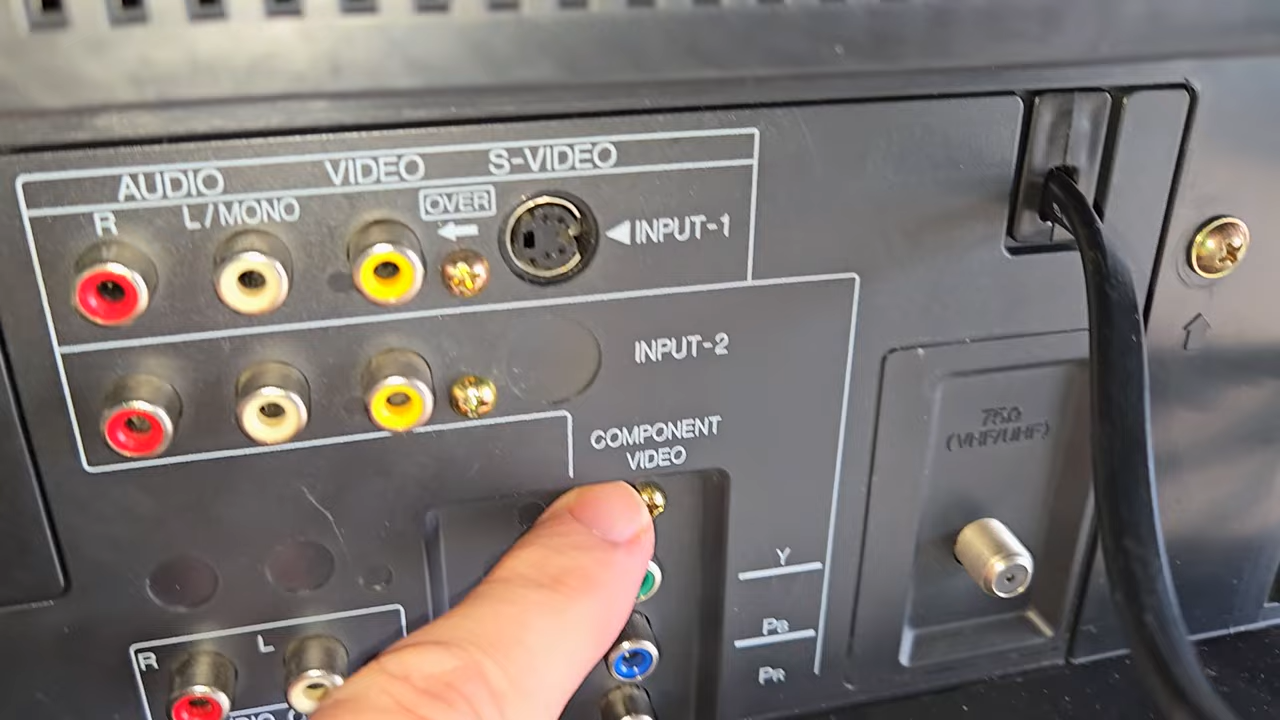 AUDIO VIDEO S-VIDEO
R L/MONO OVER
INPUT-1
INPUT-2
COMPONENT
VIDEO
75Ω
(VHF/UHF)
Y
PB
PR
R L